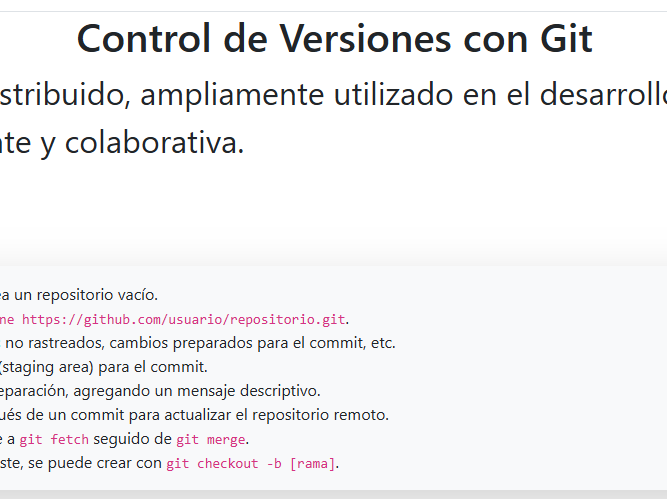 Control de Versiones con Git
stribuido, ampliamente utilizado en el desarrollo
te y colaborativa.
ea un repositorio vacío.
ne https://github.com/usuario/repositorio.git.
no rastreados, cambios preparados para el commit, etc.
(staging area) para el commit.
eparación, agregando un mensaje descriptivo.
ués de un commit para actualizar el repositorio remoto.
e a git fetch seguido de git merge.
ste, se puede crear con git checkout -b [rama].